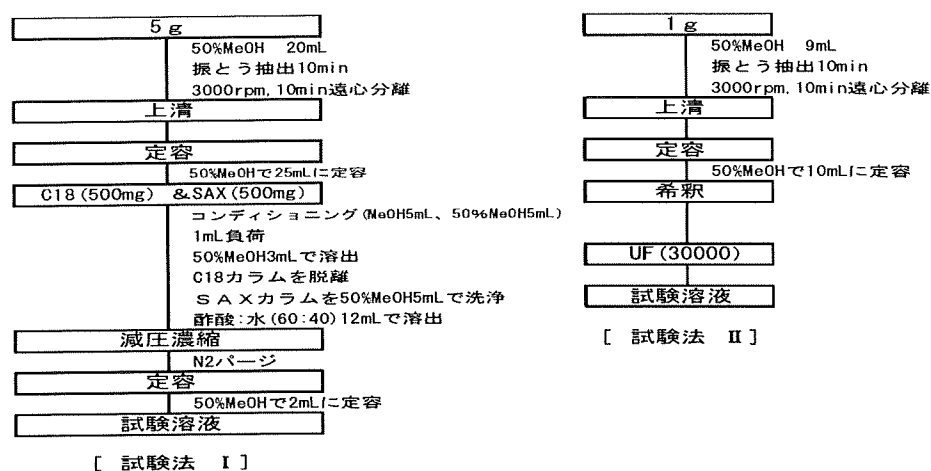 5 g
50%MeOH 20mL
振とう抽出10min
3000rpm, 10min遠心分離
上清
定容
50%MeOHで25mLに定容
C18(500mg) &SAX(500mg)
コンディショニング(MeOH5mL、50%MeOH5mL)
1mL負荷
50%MeOH3mLで溶出
C18カラムを脱離
SAXカラムを50%MeOH5mLで洗浄
酢酸:水(60:40)12mLで溶出
減圧濃縮
N2パージ
定容
50%MeOHで2mLに定容
試験溶液
[ 試験法 Ⅰ ]
1 g
50%MeOH 9mL
振とう抽出10min
3000rpm, 10min遠心分離
上清
定容
50%MeOHで10mLに定容
希釈
UF(30000)
試験溶液
[ 試験法 Ⅱ ]